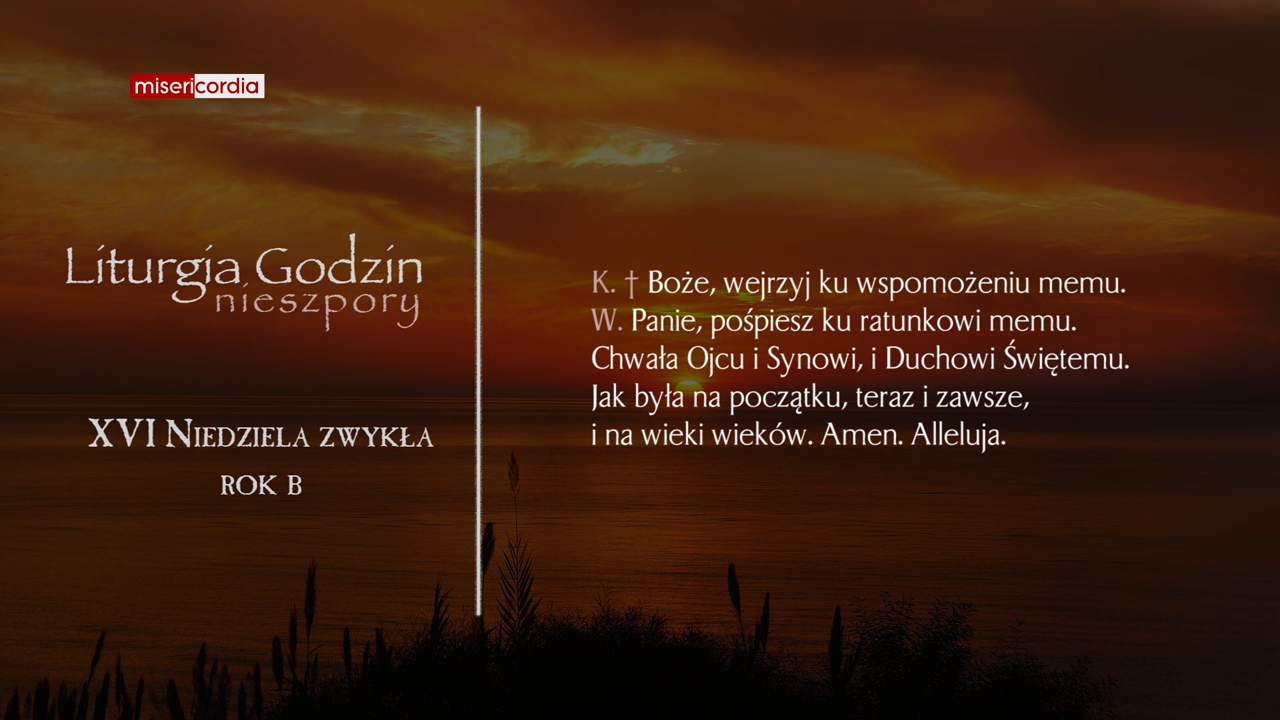 misericordia
Liturgia Godzin
nieszpory
XVI Niedziela zwykła
rok B
K. † Boże, wejrzyj ku wspomożeniu memu.
W. Panie, pośpiesz ku ratunkowi memu.
Chwała Ojcu i Synowi, i Duchowi Świętemu.
Jak była na początku, teraz i zawsze,
i na wieki wieków. Amen. Alleluja.